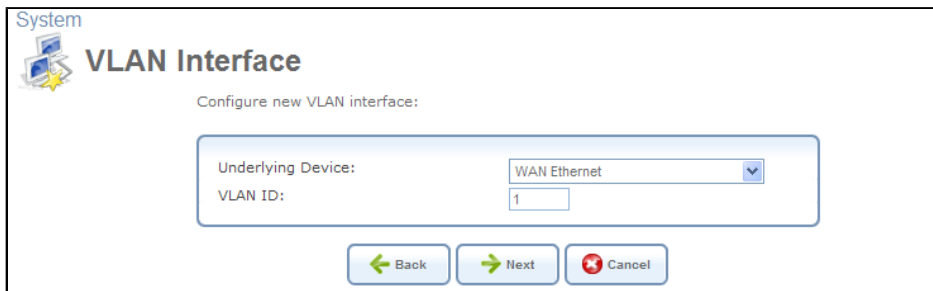 System
VLAN Interface
Configure new VLAN interface:
Underlying Device: WAN Ethernet
VLAN ID: 1
Back Next Cancel